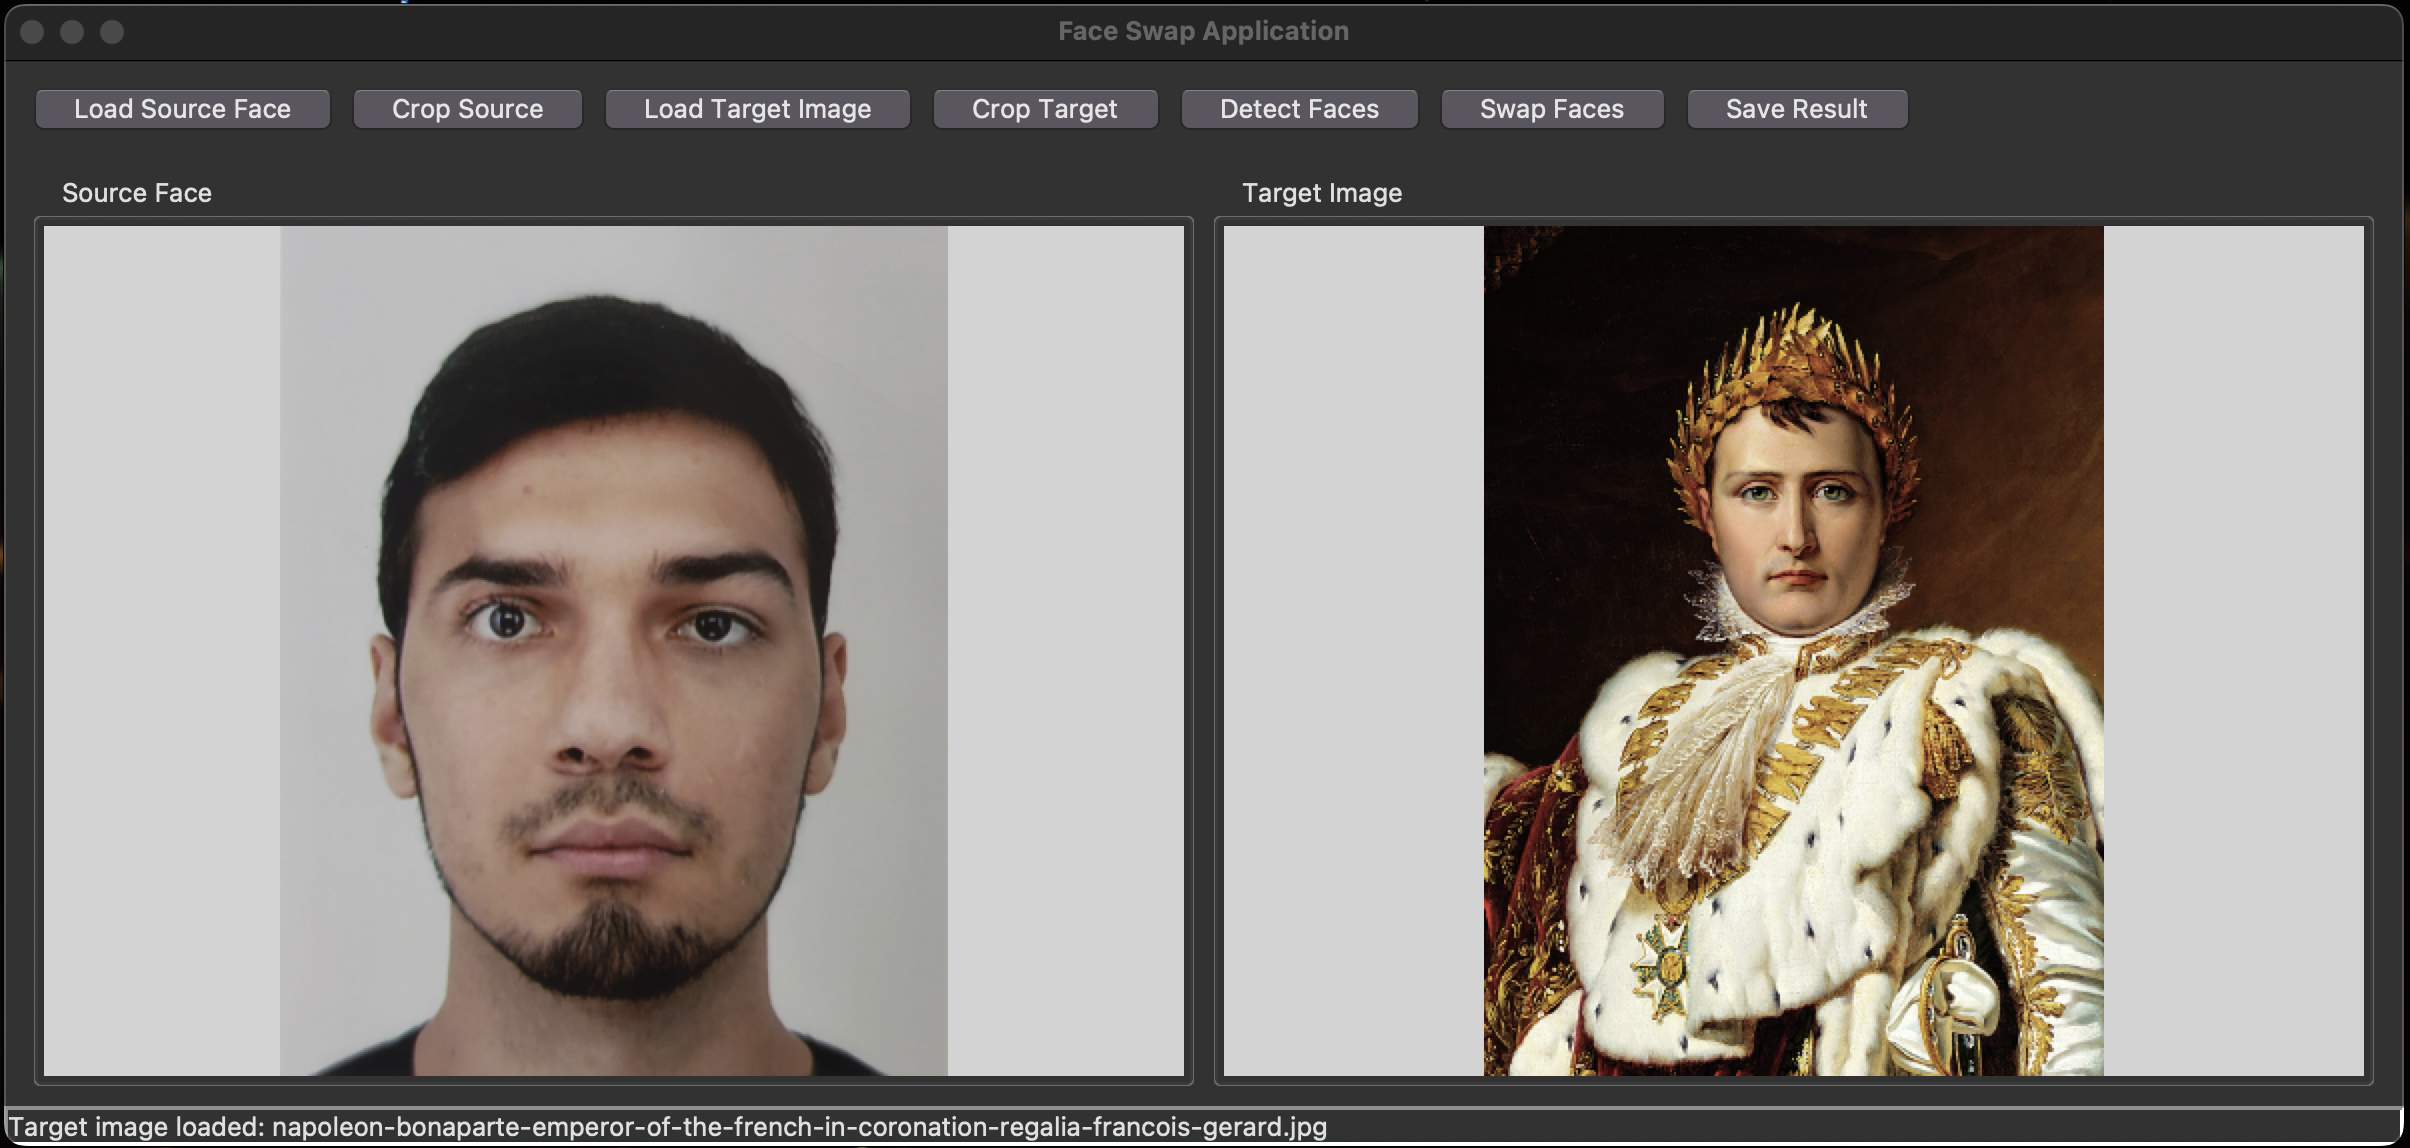 Face Swap Application
Load Source Face Crop Source Load Target Image Crop Target Detect Faces Swap Faces Save Result
Source Face Target Image
Target image loaded: napoleon-bonaparte-emperor-of-the-french-in-coronation-regalia-francois-gerard.jpg